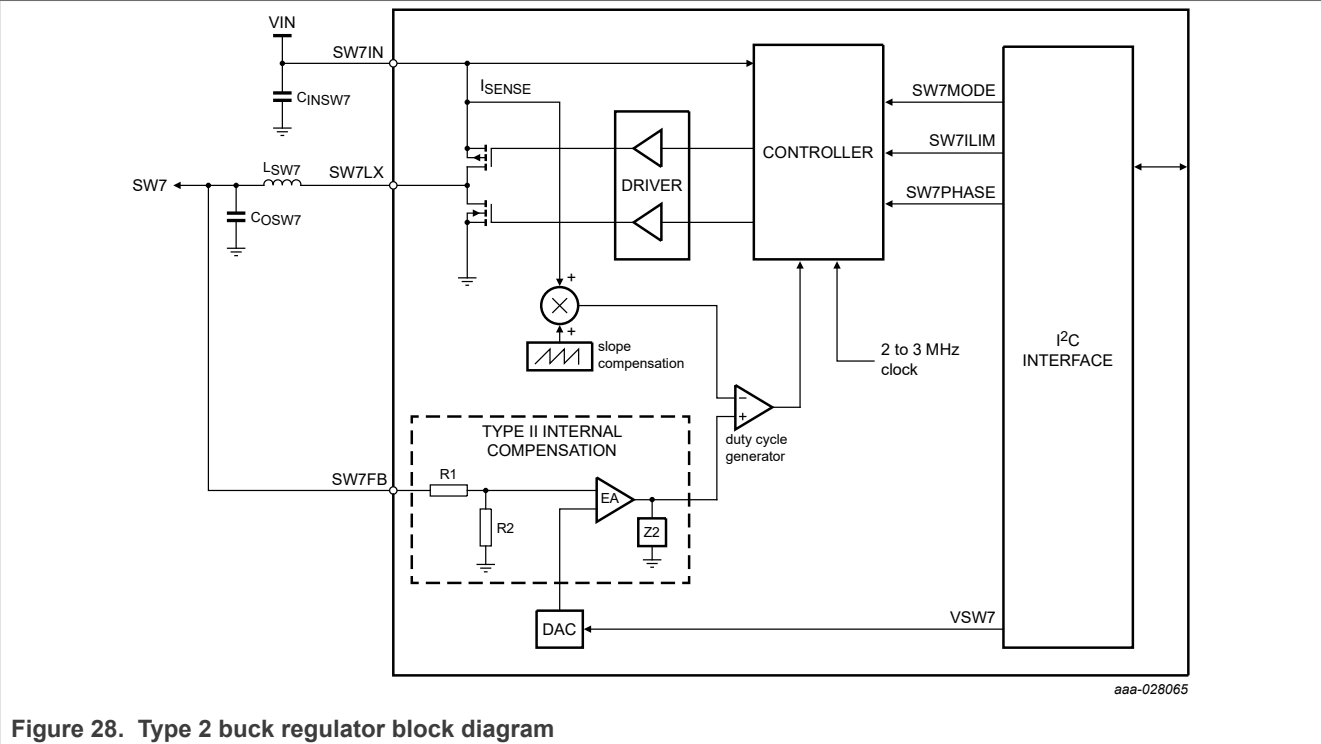 VIN
SW7IN
CINSW7
ISENSE
LSW7
SW7LX
SW7
COSW7
DRIVER
CONTROLLER
SW7MODE
SW7ILIM
SW7PHASE
I2C
INTERFACE
+
+
slope
compensation
2 to 3 MHz
clock
−
+
duty cycle
generator
TYPE II INTERNAL
COMPENSATION
SW7FB
R1
R2
EA
Z2
DAC
VSW7
aaa-028065
Figure 28. Type 2 buck regulator block diagram